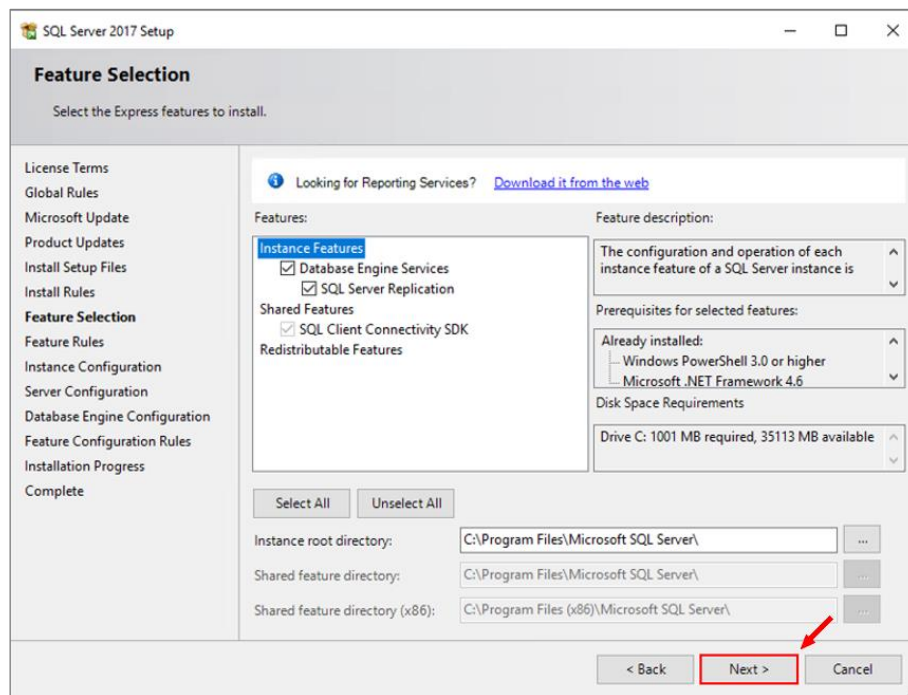 SQL Server 2017 Setup
Feature Selection
Select the Express features to install.
License Terms
Global Rules
Microsoft Update
Product Updates
Install Setup Files
Install Rules
Feature Selection
Feature Rules
Instance Configuration
Server Configuration
Database Engine Configuration
Feature Configuration Rules
Installation Progress
Complete
Looking for Reporting Services? Download it from the web
Features:
Instance Features
Database Engine Services
SQL Server Replication
Shared Features
SQL Client Connectivity SDK
Redistributable Features
Feature description:
The configuration and operation of each
instance feature of a SQL Server instance is
Prerequisites for selected features:
Already installed:
Windows PowerShell 3.0 or higher
Microsoft .NET Framework 4.6
Disk Space Requirements
Drive C: 1001 MB required, 35113 MB available
Select All Unselect All
Instance root directory: C:\Program Files\Microsoft SQL Server\ ...
Shared feature directory: C:\Program Files\Microsoft SQL Server\ ...
Shared feature directory (x86): C:\Program Files (x86)\Microsoft SQL Server\ ...
< Back Next > Cancel